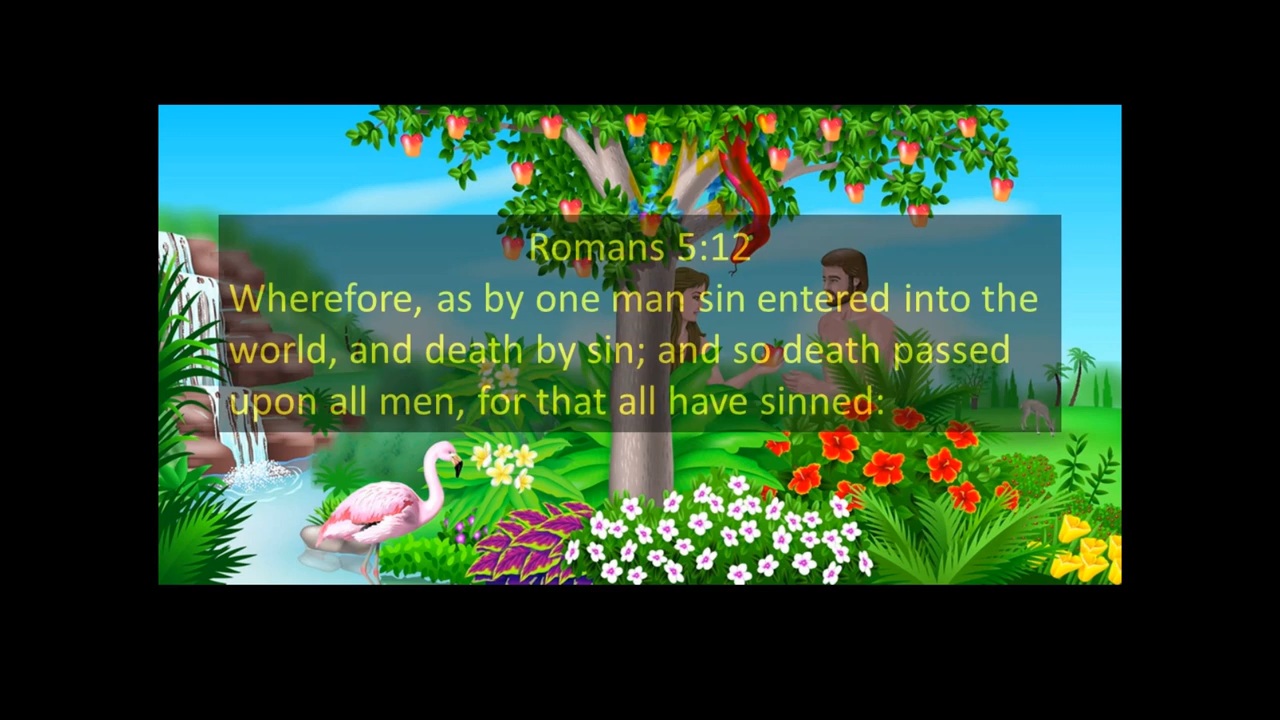 Romans 5:12
Wherefore, as by one man sin entered into the
world, and death by sin; and so death passed
upon all men, for that all have sinned: